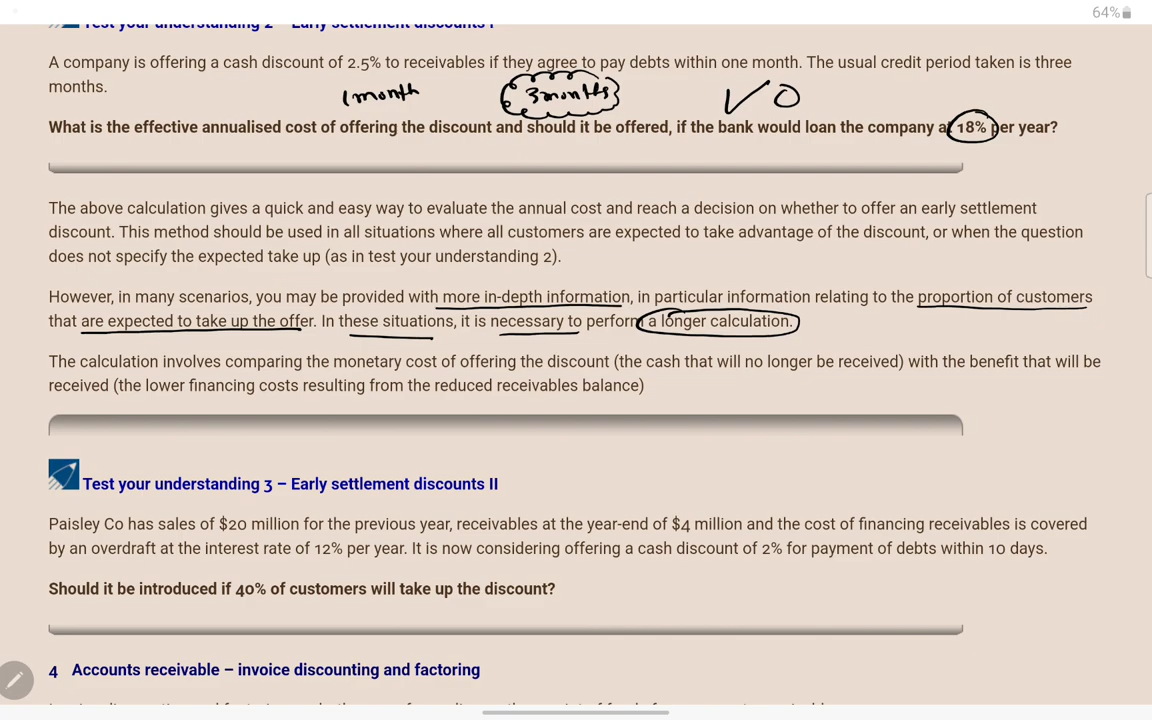 64%
Test your understanding 2 – Early settlement discounts I
A company is offering a cash discount of 2.5% to receivables if they agree to pay debts within one month. The usual credit period taken is three
months.
1 month 3 months
What is the effective annualised cost of offering the discount and should it be offered, if the bank would loan the company at 18% per year?
The above calculation gives a quick and easy way to evaluate the annual cost and reach a decision on whether to offer an early settlement
discount. This method should be used in all situations where all customers are expected to take advantage of the discount, or when the question
does not specify the expected take up (as in test your understanding 2).
However, in many scenarios, you may be provided with more in-depth information, in particular information relating to the proportion of customers
that are expected to take up the offer. In these situations, it is necessary to perform a longer calculation.
The calculation involves comparing the monetary cost of offering the discount (the cash that will no longer be received) with the benefit that will be
received (the lower financing costs resulting from the reduced receivables balance)
Test your understanding 3 – Early settlement discounts II
Paisley Co has sales of $20 million for the previous year, receivables at the year-end of $4 million and the cost of financing receivables is covered
by an overdraft at the interest rate of 12% per year. It is now considering offering a cash discount of 2% for payment of debts within 10 days.
Should it be introduced if 40% of customers will take up the discount?
4 Accounts receivable – invoice discounting and factoring